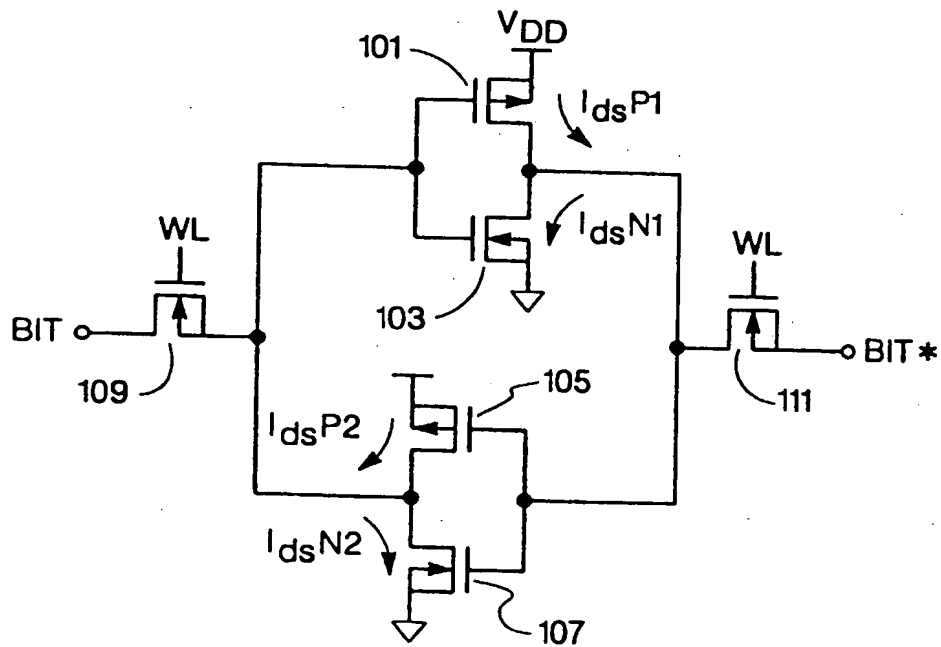 VDD
101
IdsP1
WL
IdsN1
WL
103
BIT
BIT*
109
111
105
IdsP2
IdsN2
107